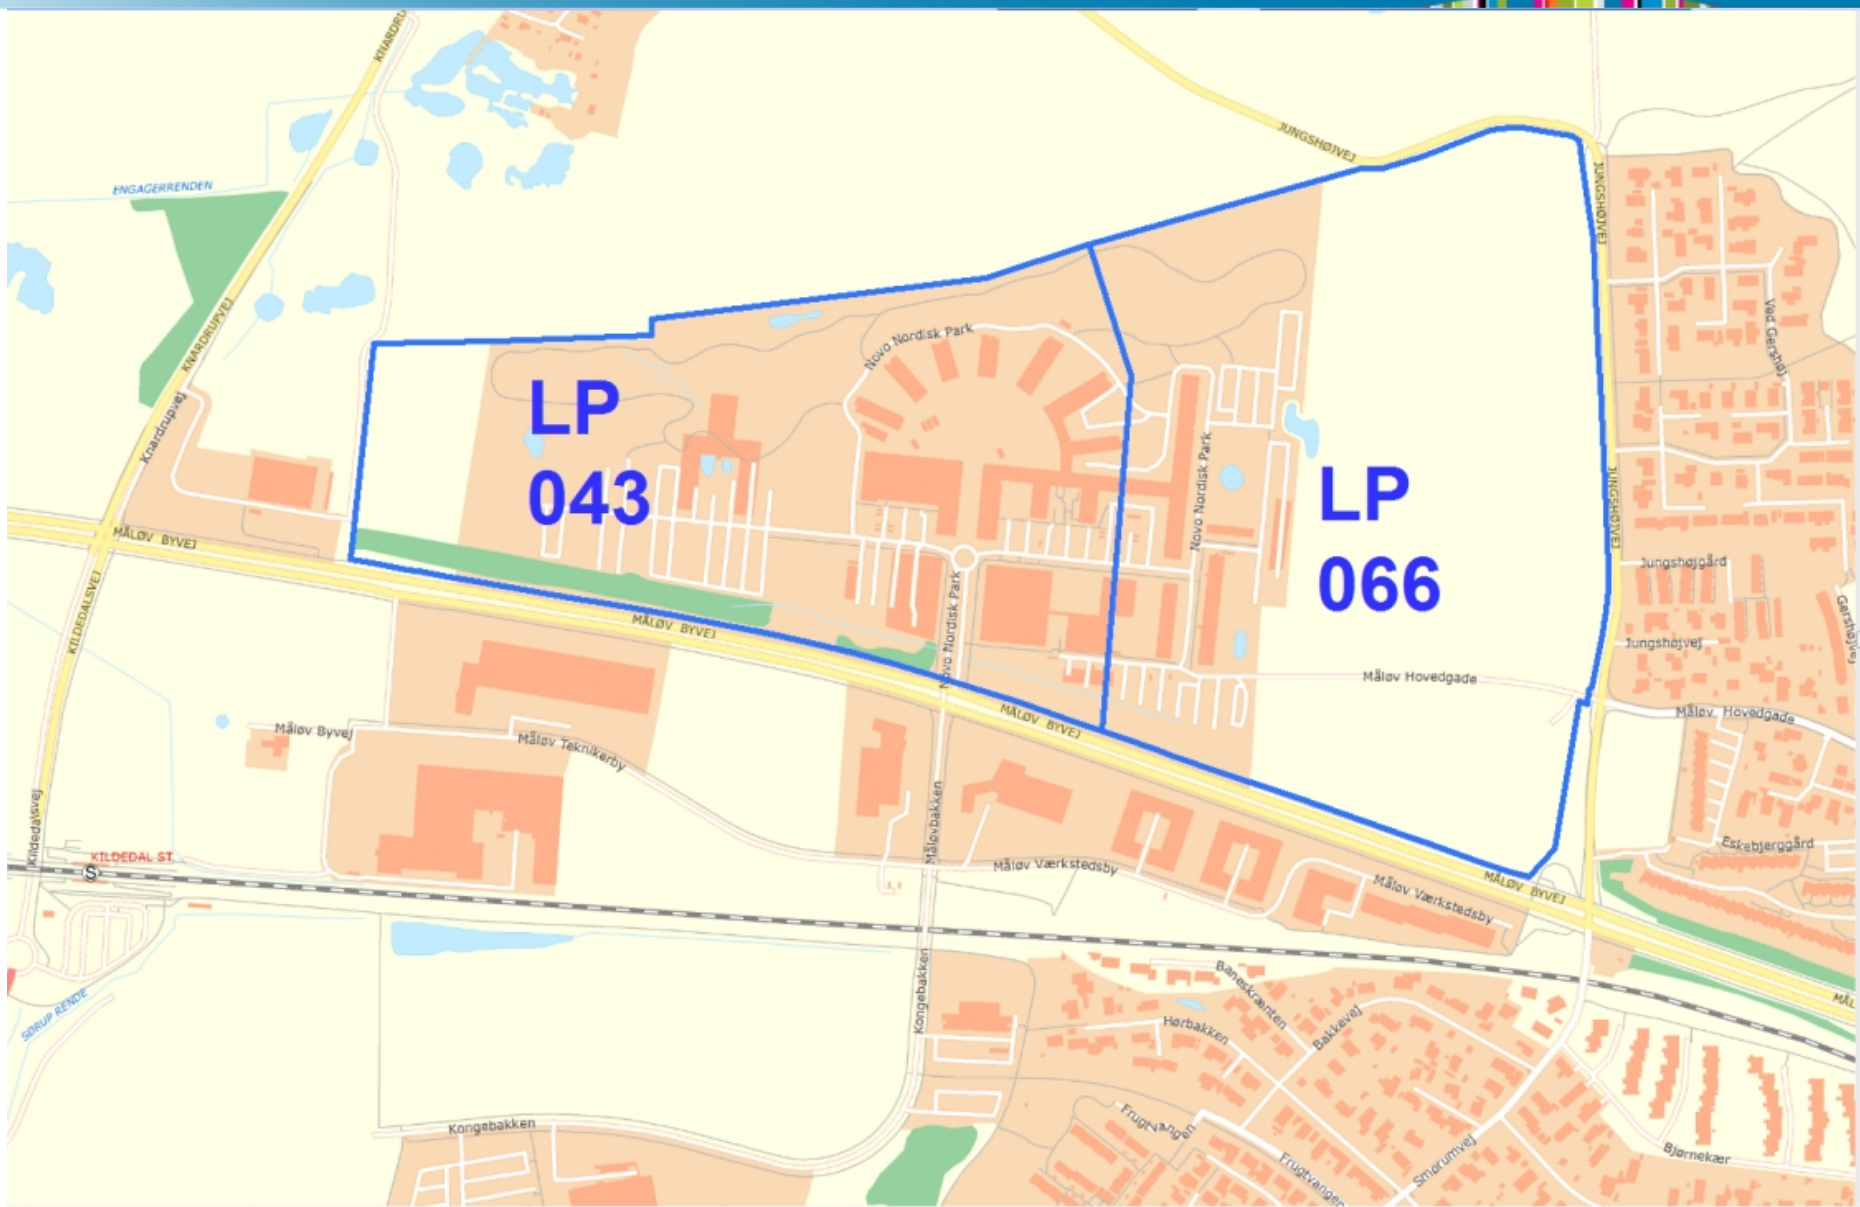 KNARDRU
JUNGSHØJVEJ
ENGAGERRENDEN
JUNGSHØJVEJ
KNARDRUPVEJ
Novo Nordisk Park
Ved Gershøj
LP
043
Knardrupvej
Novo Nordisk Park
LP
066
JUNGSHØJVEJ
MÅLØV BYVEJ
KILDEDALSVEJ
Jungshøjgård
Gershøjvej
MÅLØV BYVEJ
Novo Nordisk Park
Jungshøjvej
Måløv Hovedgade
MÅLØV BYVEJ
Måløv Hovedgade
Måløv Byvej
Måløv Teknikerby
Kildedalsvej
Måløvbakken
KILDEDAL ST
S
Måløv Værkstedsby
Måløv Værkstedsby
MÅLØV BYVEJ
Eskebjerggård
SØRUP RENDE
Kongebakken
Baneskrænten
Hørbakken
Bakkevej
MÅL
Kongebakken
Frugtvangen
Frugtvangen
Smørumvej
Bjørnekær